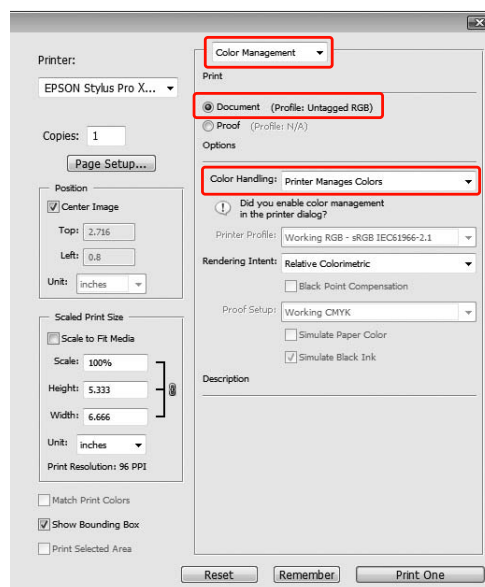 Printer:
EPSON Stylus Pro X...
Copies: 1
Page Setup...
Position
Center Image
Top: 2.716
Left: 0.8
Unit: inches
Scaled Print Size
Scale to Fit Media
Scale: 100%
Height: 5.333
Width: 6.666
Unit: inches
Print Resolution: 96 PPI
Match Print Colors
Show Bounding Box
Print Selected Area
Color Management
Print
Document (Profile: Untagged RGB)
Proof (Profile: N/A)
Options
Color Handling: Printer Manages Colors
Did you enable color management
in the printer dialog?
Printer Profile: Working RGB - sRGB IEC61966-2.1
Rendering Intent: Relative Colorimetric
Black Point Compensation
Proof Setup: Working CMYK
Simulate Paper Color
Simulate Black Ink
Description
Reset Remember Print One